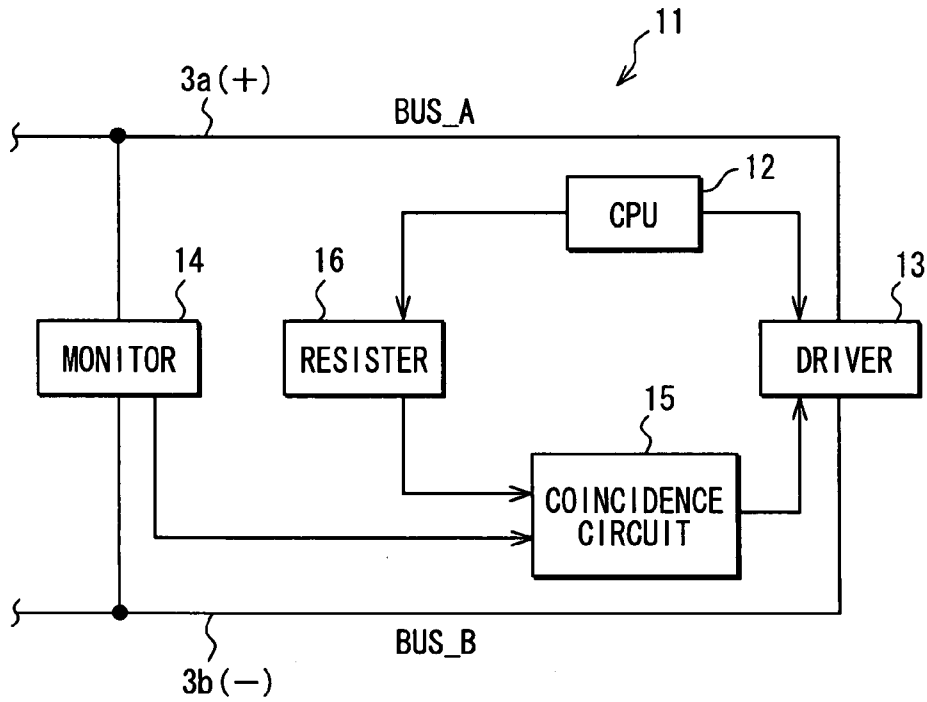 11
3a(+)
BUS_A
12
CPU
14
16
13
MONITOR
RESISTER
DRIVER
15
COINCIDENCE
CIRCUIT
BUS_B
3b(−)